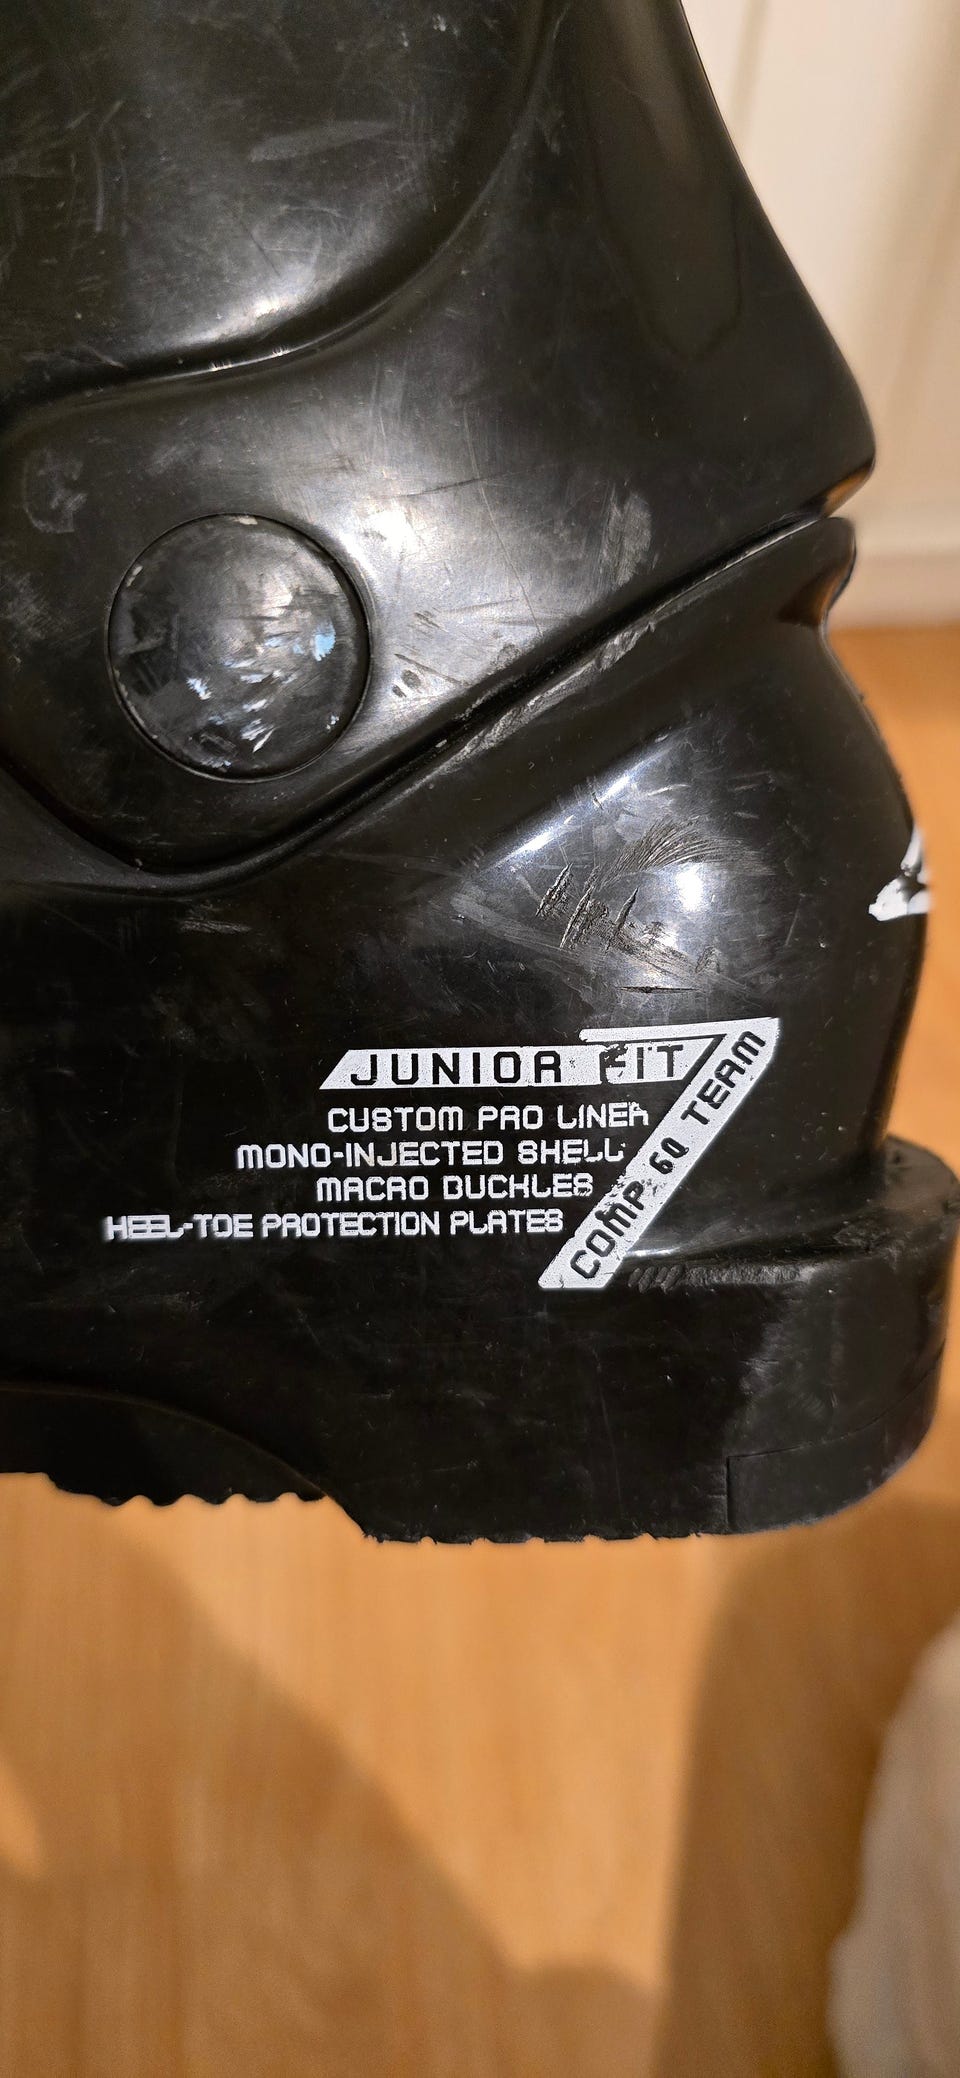 JUNIOR FIT
CUSTOM PRO LINER
MONO-INJECTED SHELL
MACRO BUCKLES
HEEL-TOE PROTECTION PLATES
COMP 60 TEAM